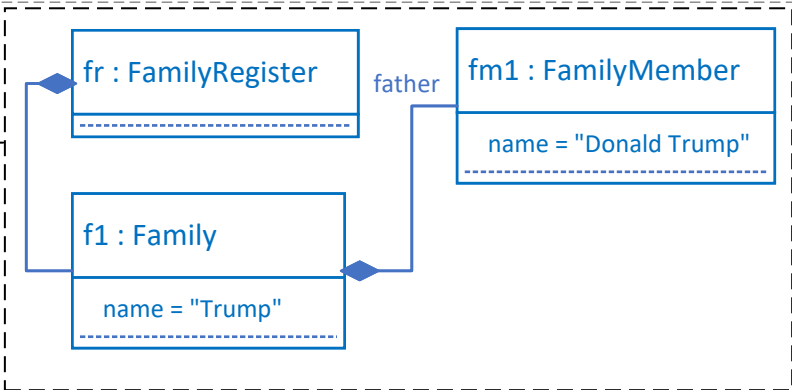 fr : FamilyRegister
father
fm1 : FamilyMember
name = "Donald Trump"
f1 : Family
name = "Trump"